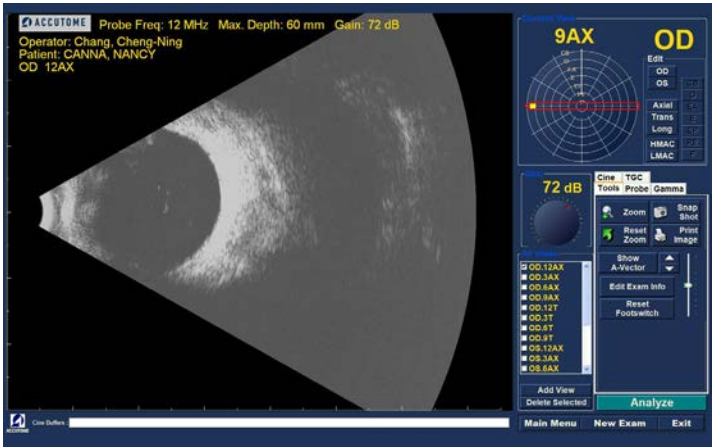 ACCUTOME Probe Freq: 12 MHz Max. Depth: 60 mm Gain: 72 dB
Operator: Chang, Cheng-Ning
Patient: CANNA, NANCY
OD 12AX
9AX
OD
Edit
OD
OS
Axiel
Trans
Long
HMAC
LMAC
72 dB
Cine TGC
Tools Probe Gamma
Zoom
Snap Shot
Reset Zoom
Print Image
Show A-Vector
Edit Exam Info
Reset Footswitch
OD.12AX
OD.3AX
OD.6AX
OD.9AX
OD.12T
OD.3T
OD.6T
OD.9T
OS.12AX
OS.3AX
OS.6AX
Add View
Delete Selected
Analyze
ACCUTOME
Cine Buffers :
Main Menu New Exam Exit